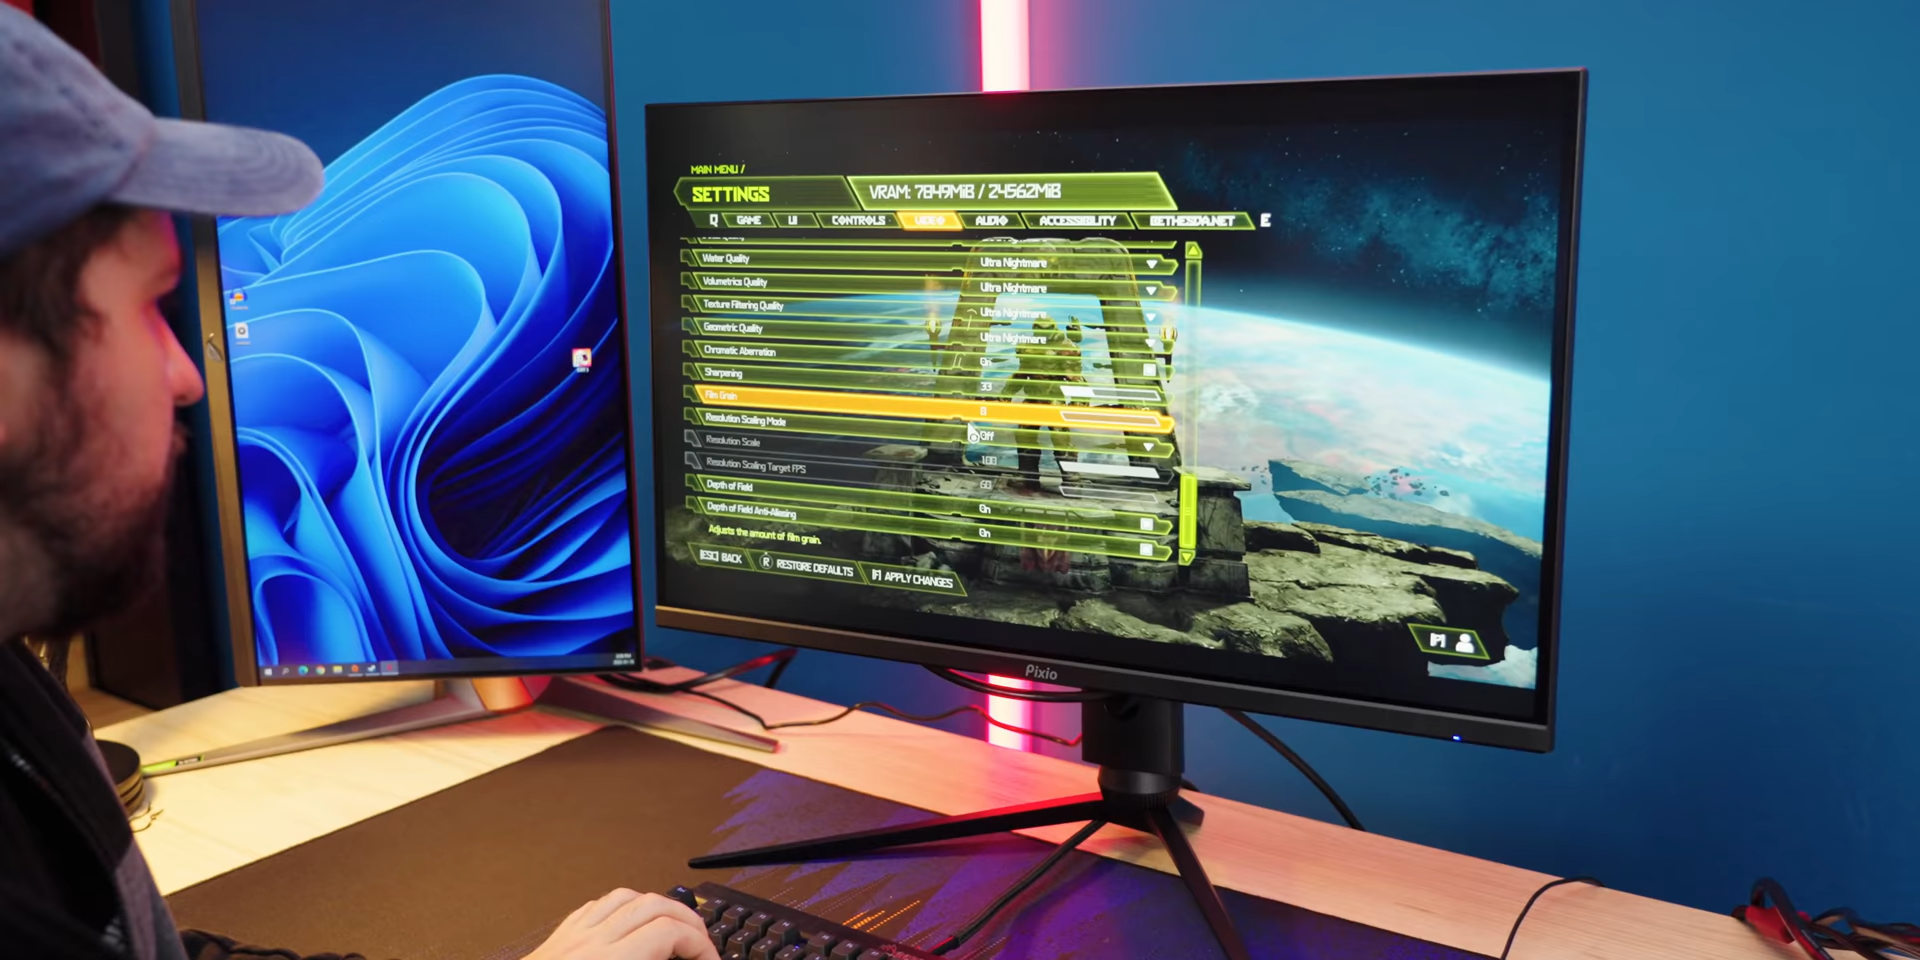 MAIN MENU /
SETTINGS
VRAM: 7849MiB / 24562MiB
Q GAME UI CONTROLS VIDEO AUDIO ACCESSIBILITY BETHESDA.NET E
Water Quality Ultra Nightmare
Volumetrics Quality Ultra Nightmare
Texture Filtering Quality Ultra Nightmare
Geometric Quality Ultra Nightmare
Chromatic Aberration On
Sharpening 33
Film Grain 0
Resolution Scaling Mode Off
Resolution Scale 100
Resolution Scaling Target FPS 60
Depth of Field On
Depth of Field Anti-Aliasing On
Adjusts the amount of film grain.
[ESC] BACK R RESTORE DEFAULTS [F] APPLY CHANGES
[P]
Pixio